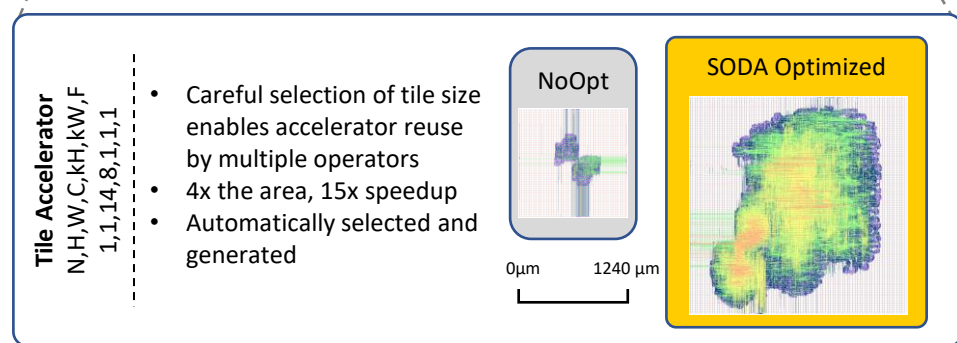 Tile Accelerator
N,H,W,C,kH,kW,F
1,1,14,8,1,1,1
• Careful selection of tile size
enables accelerator reuse
by multiple operators
• 4x the area, 15x speedup
• Automatically selected and
generated
NoOpt
0µm 1240 µm
SODA Optimized